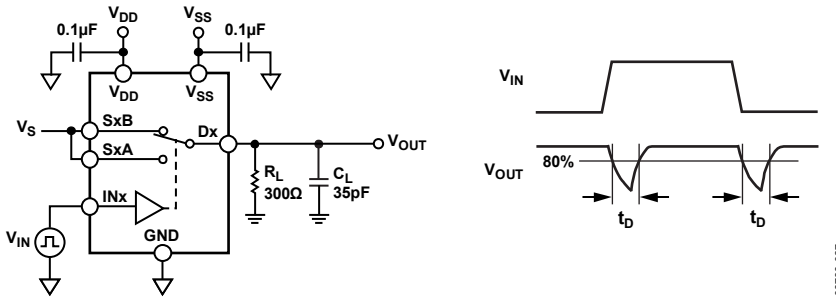 VDD
VSS
0.1µF
0.1µF
VDD
VSS
VS
SxB
Dx
VOUT
SxA
RL
300Ω
CL
35pF
INx
VIN
GND
VIN
VOUT
80%
tD
tD